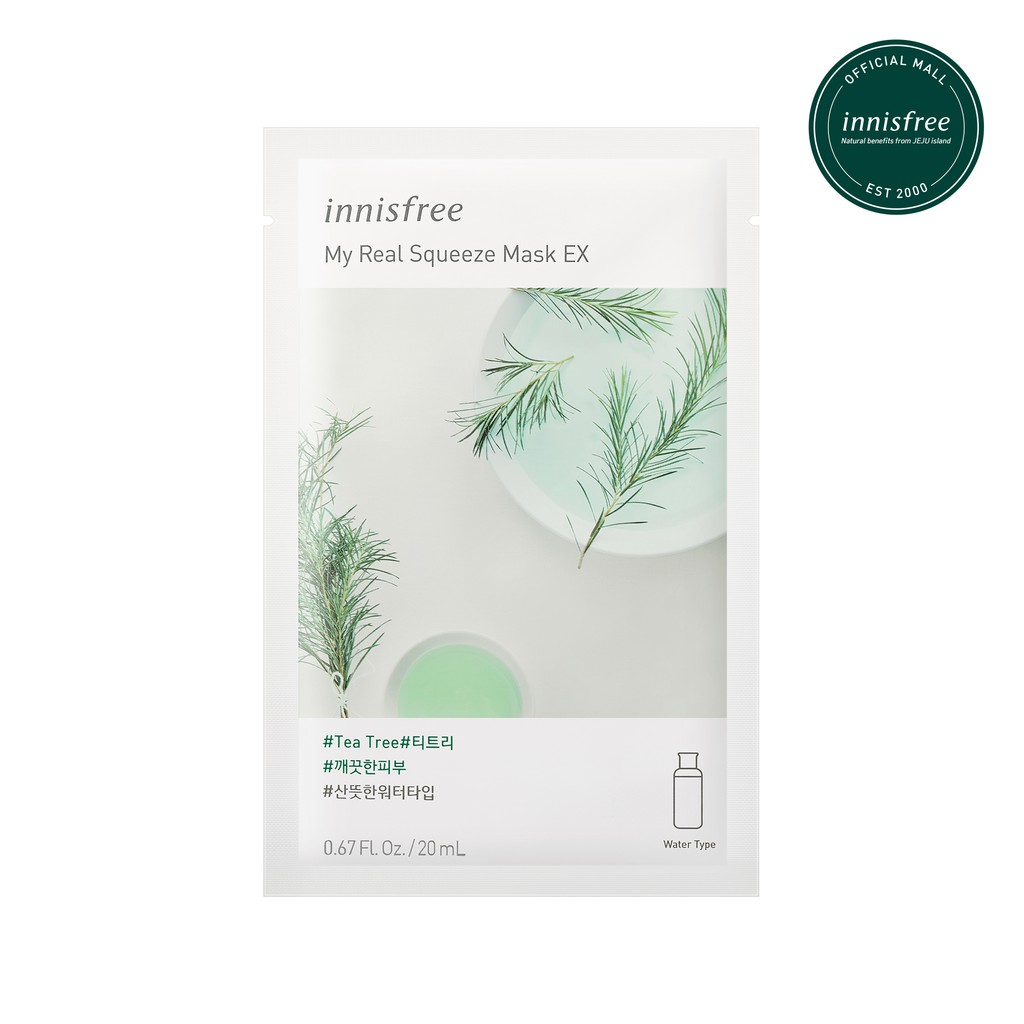 OFFICIAL MALL
innisfree
Natural benefits from JEJU island
EST 2000
innisfree
My Real Squeeze Mask EX
#Tea Tree#티트리
#깨끗한피부
#산뜻한워터타입
0.67 Fl. Oz. / 20 mL
Water Type